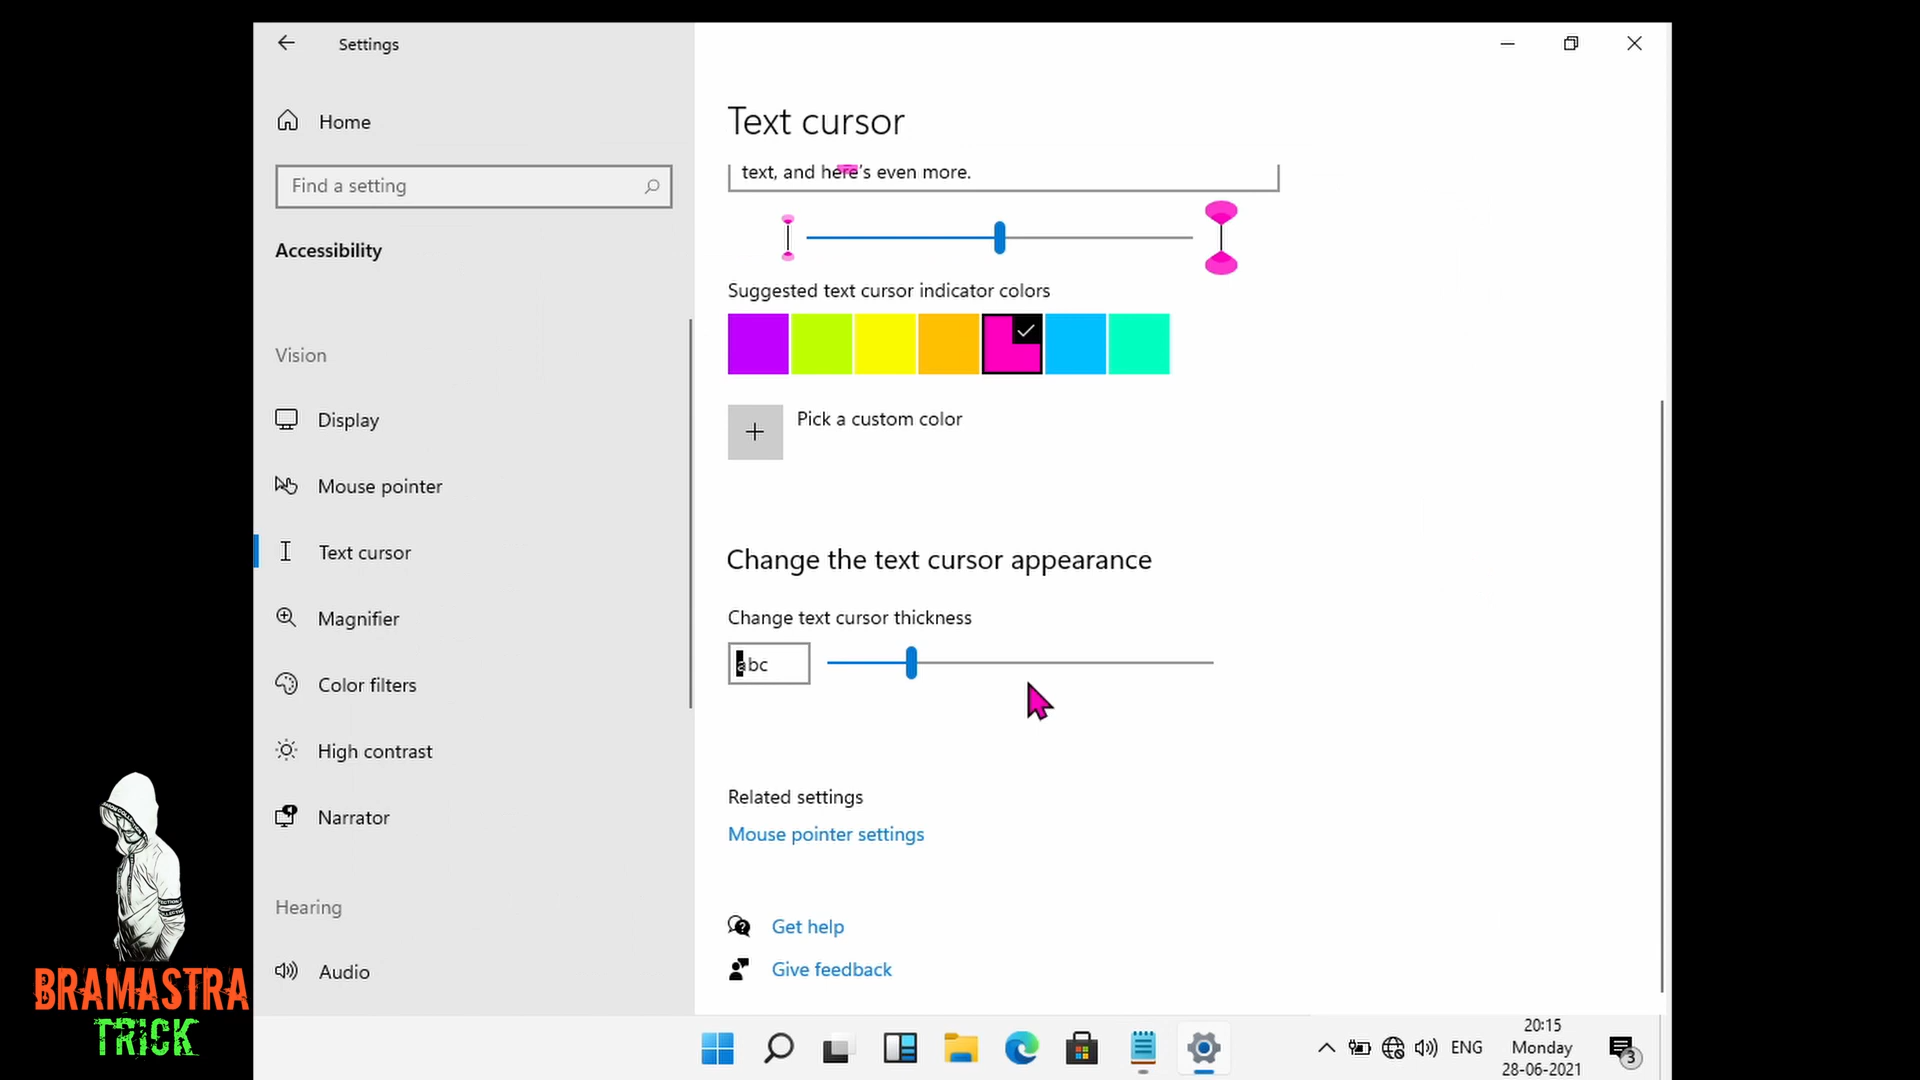 Settings
Home
Find a setting
Accessibility
Vision
Display
Mouse pointer
Text cursor
Magnifier
Color filters
High contrast
Narrator
Hearing
Audio
Text cursor
text, and here's even more.
Suggested text cursor indicator colors
Pick a custom color
Change the text cursor appearance
Change text cursor thickness
abc
Related settings
Mouse pointer settings
Get help
Give feedback
BRAMASTRA
TRICK
ENG
20:15
Monday
28-06-2021
3